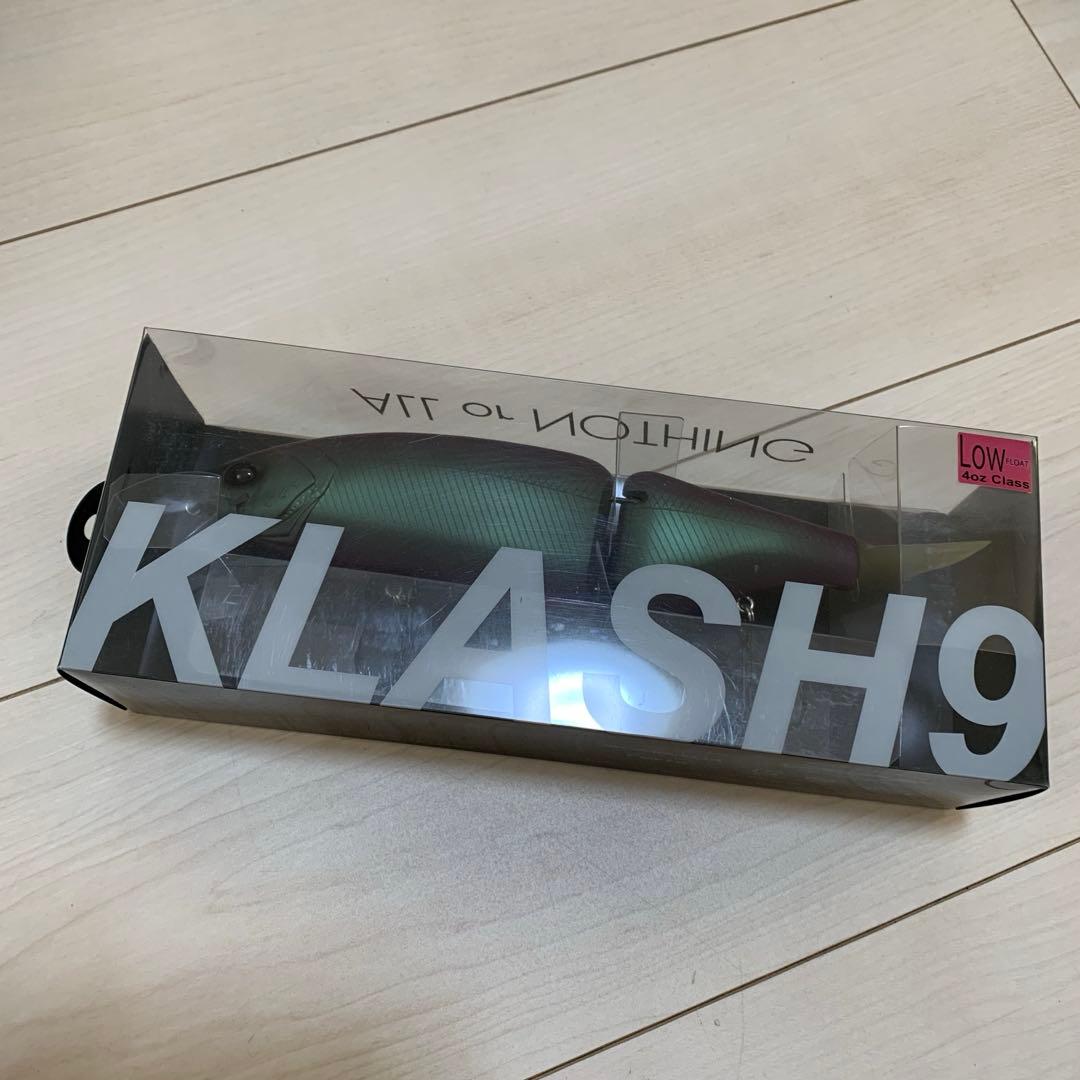 ALL or NOTHING
LOW FLOAT
4oz Class
KLASH9